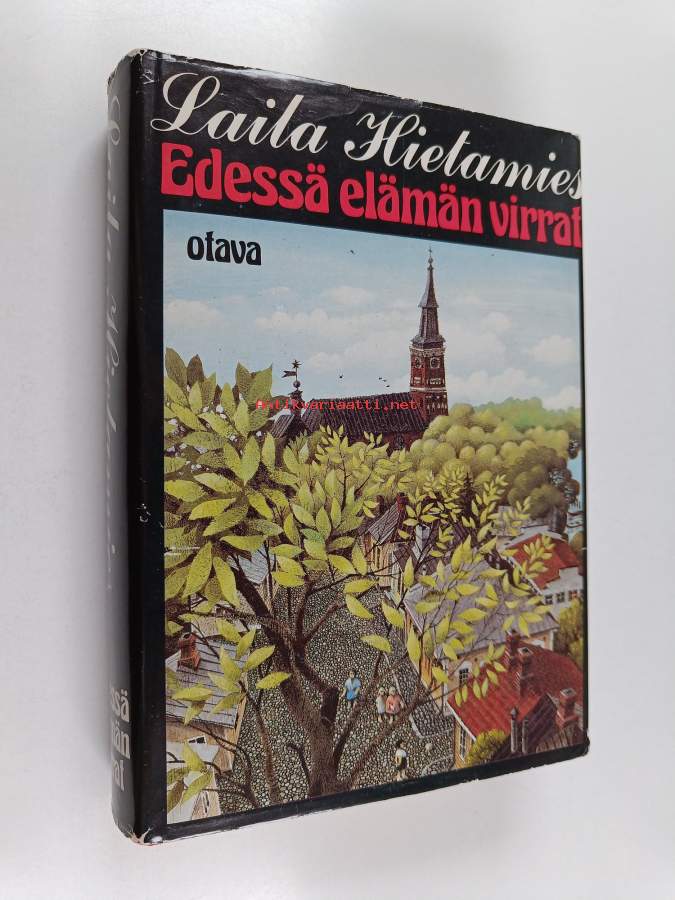 Laila Hietamies
Edessä elämän virrat
otava
Antikvariaatti.net